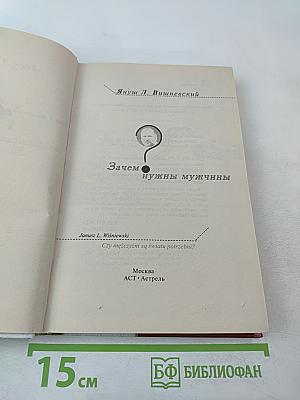 Януш Л. Вишневский
Зачем
нужны мужчины
Janusz L. Wiśniewski
Czy mężczyźni są światu potrzebni?
Москва
АСТ • Астрель
15 см
БФ БИБЛИОФАН